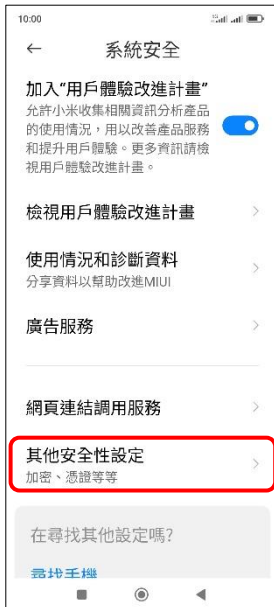 10:00
系統安全
加入“用戶體驗改進計畫”
允許小米收集相關資訊分析產品
的使用情況，用以改善產品服務
和提升用戶體驗。更多資訊請檢
視用戶體驗改進計畫。
檢視用戶體驗改進計畫
使用情況和診斷資料
分享資料以幫助改進MIUI
廣告服務
網頁連結調用服務
其他安全性設定
加密、憑證等等
在尋找其他設定嗎?
尋找手機